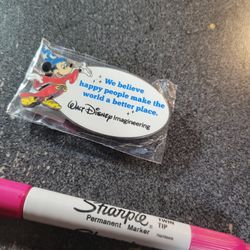 We believe
happy people make the
world a better place.
Walt Disney Imagineering
Sharpie
TWIN
TIP
Permanent Marker